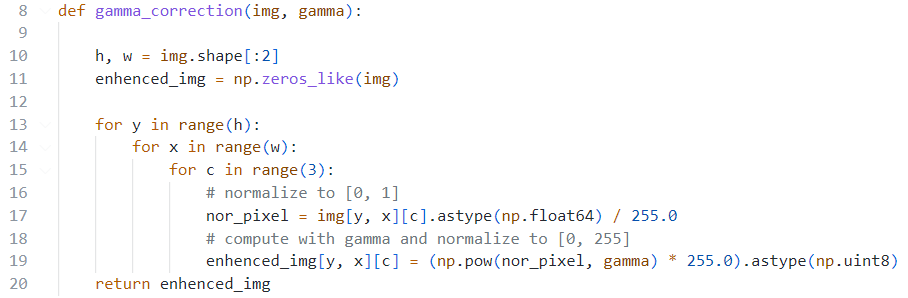 8 def gamma_correction(img, gamma):
9
10     h, w = img.shape[:2]
11     enhenced_img = np.zeros_like(img)
12
13     for y in range(h):
14         for x in range(w):
15             for c in range(3):
16                 # normalize to [0, 1]
17                 nor_pixel = img[y, x][c].astype(np.float64) / 255.0
18                 # compute with gamma and normalize to [0, 255]
19                 enhenced_img[y, x][c] = (np.pow(nor_pixel, gamma) * 255.0).astype(np.uint8)
20     return enhenced_img